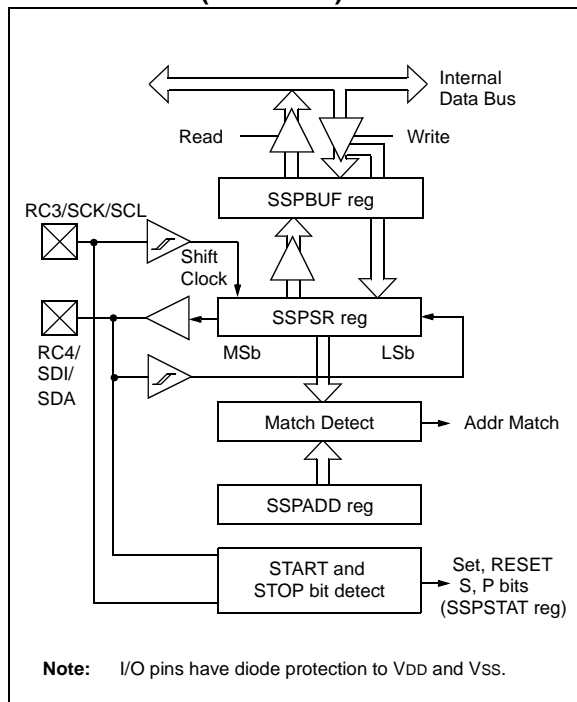 Internal
Data Bus
Read
Write
SSPBUF reg
RC3/SCK/SCL
Shift
Clock
SSPSR reg
MSb
LSb
RC4/
SDI/
SDA
Match Detect
Addr Match
SSPADD reg
START and
STOP bit detect
Set, RESET
S, P bits
(SSPSTAT reg)
Note: I/O pins have diode protection to VDD and VSS.